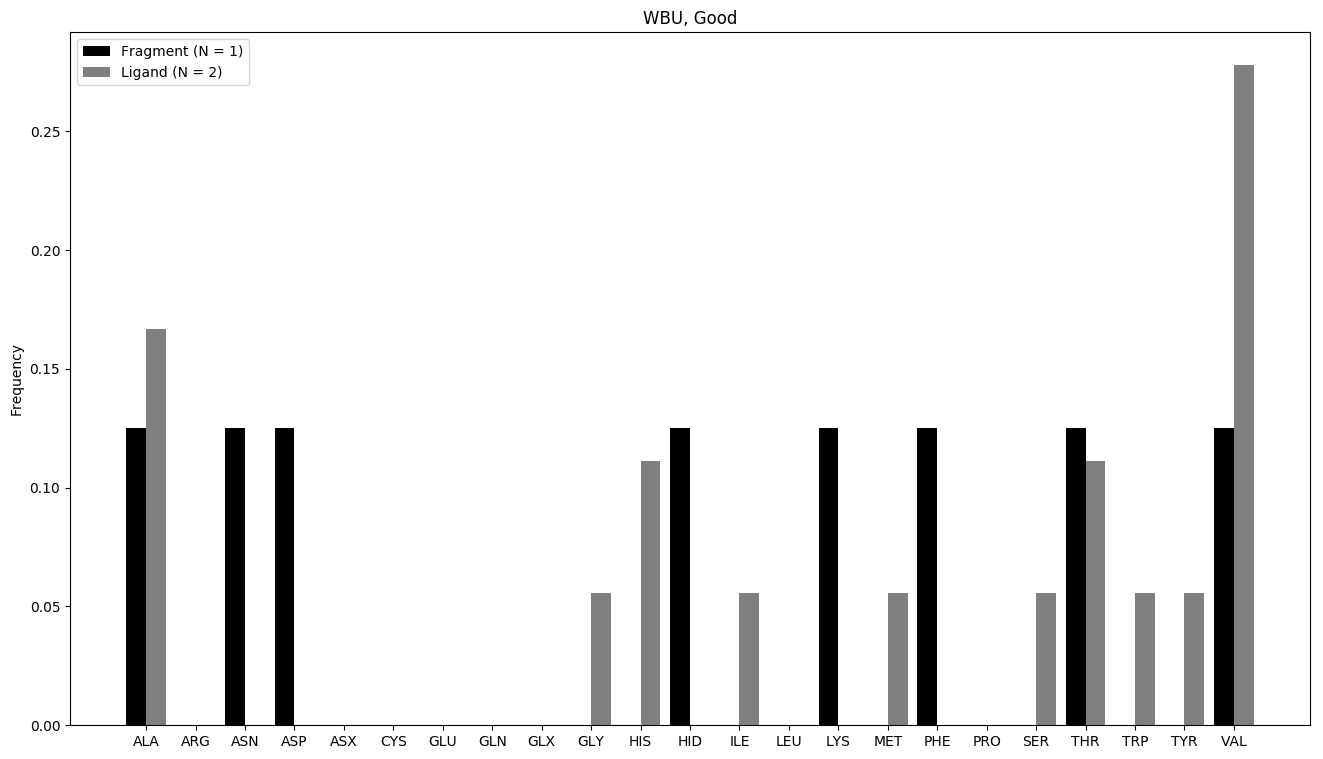 WBU, Good
Fragment (N = 1)
Ligand (N = 2)
Frequency
0.25
0.20
0.15
0.10
0.05
0.00
ALA ARG ASN ASP ASX CYS GLU GLN GLX GLY HIS HID ILE LEU LYS MET PHE PRO SER THR TRP TYR VAL